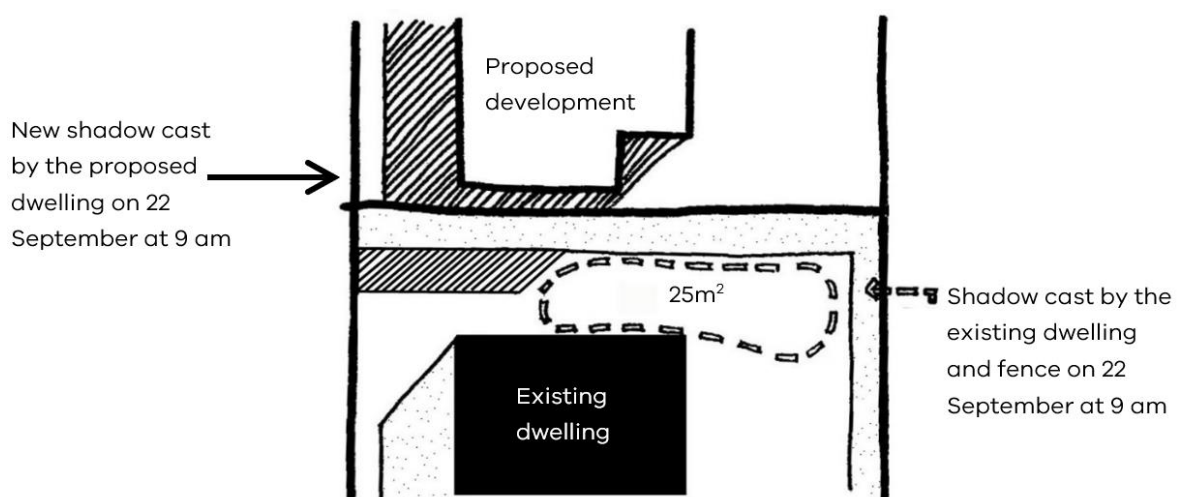 Proposed
development
New shadow cast
by the proposed
dwelling on 22
September at 9 am
25m²
Shadow cast by the
existing dwelling
and fence on 22
September at 9 am
Existing
dwelling